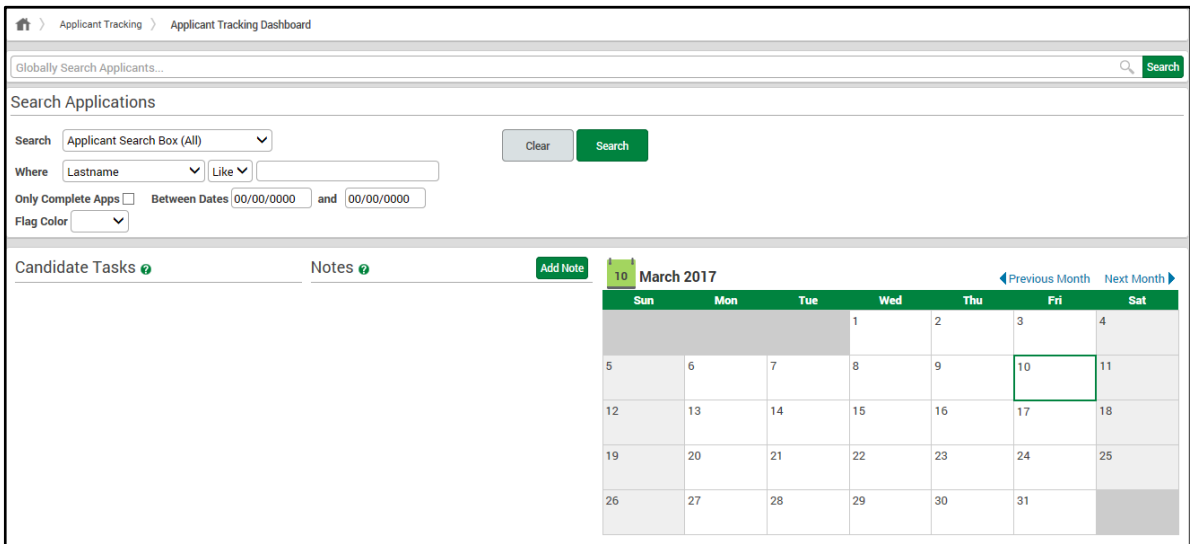 Applicant Tracking Applicant Tracking Dashboard
Globally Search Applicants... Search
Search Applications
Search Applicant Search Box (All) Clear Search
Where Lastname Like
Only Complete Apps Between Dates 00/00/0000 and 00/00/0000
Flag Color
Candidate Tasks ? Notes ? Add Note
10 March 2017 Previous Month Next Month
Sun Mon Tue Wed Thu Fri Sat
1 2 3 4
5 6 7 8 9 10 11
12 13 14 15 16 17 18
19 20 21 22 23 24 25
26 27 28 29 30 31